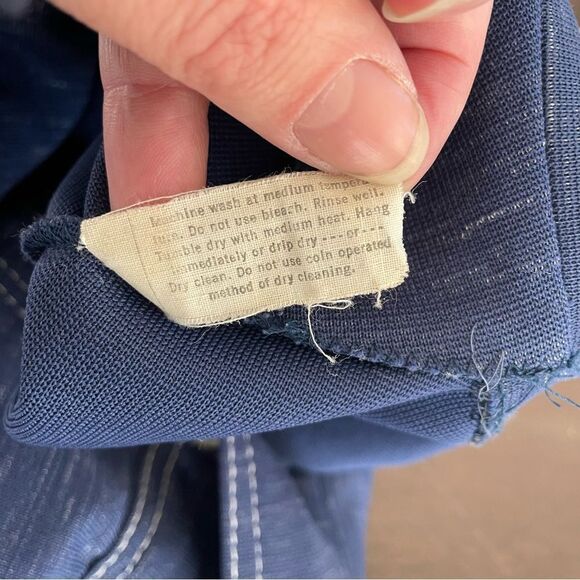 Machine wash at medium tempera
ture. Do not use bleach. Rinse well.
Tumble dry with medium heat. Hang
immediately or drip dry ---- or ----
Dry clean. Do not use coin operated
method of dry cleaning.